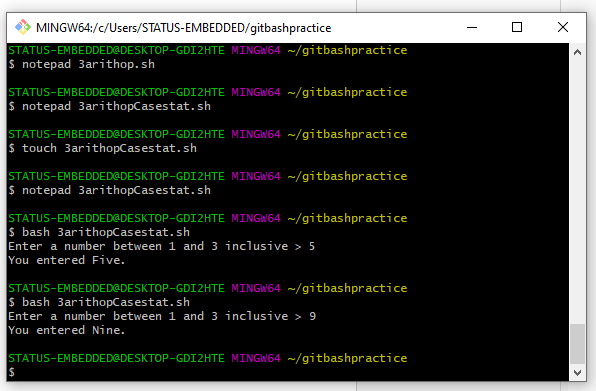 MINGW64:/c/Users/STATUS-EMBEDDED/gitbashpractice
STATUS-EMBEDDED@DESKTOP-GDI2HTE MINGW64 ~/gitbashpractice
$ notepad 3arithop.sh
STATUS-EMBEDDED@DESKTOP-GDI2HTE MINGW64 ~/gitbashpractice
$ notepad 3arithopCasestat.sh
STATUS-EMBEDDED@DESKTOP-GDI2HTE MINGW64 ~/gitbashpractice
$ touch 3arithopCasestat.sh
STATUS-EMBEDDED@DESKTOP-GDI2HTE MINGW64 ~/gitbashpractice
$ notepad 3arithopCasestat.sh
STATUS-EMBEDDED@DESKTOP-GDI2HTE MINGW64 ~/gitbashpractice
$ bash 3arithopCasestat.sh
Enter a number between 1 and 3 inclusive > 5
You entered Five.
STATUS-EMBEDDED@DESKTOP-GDI2HTE MINGW64 ~/gitbashpractice
$ bash 3arithopCasestat.sh
Enter a number between 1 and 3 inclusive > 9
You entered Nine.
STATUS-EMBEDDED@DESKTOP-GDI2HTE MINGW64 ~/gitbashpractice
$